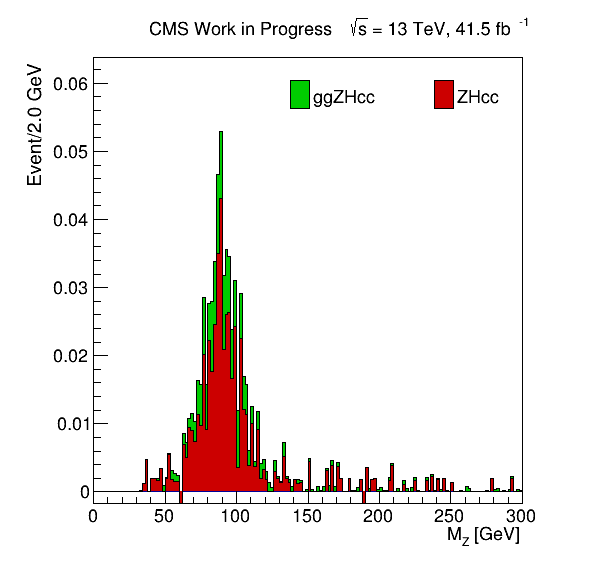 CMS Work in Progress √s = 13 TeV, 41.5 fb⁻¹
Event/2.0 GeV
ggZHcc ZHcc
0.06
0.05
0.04
0.03
0.02
0.01
0
0 50 100 150 200 250 300
M_Z [GeV]